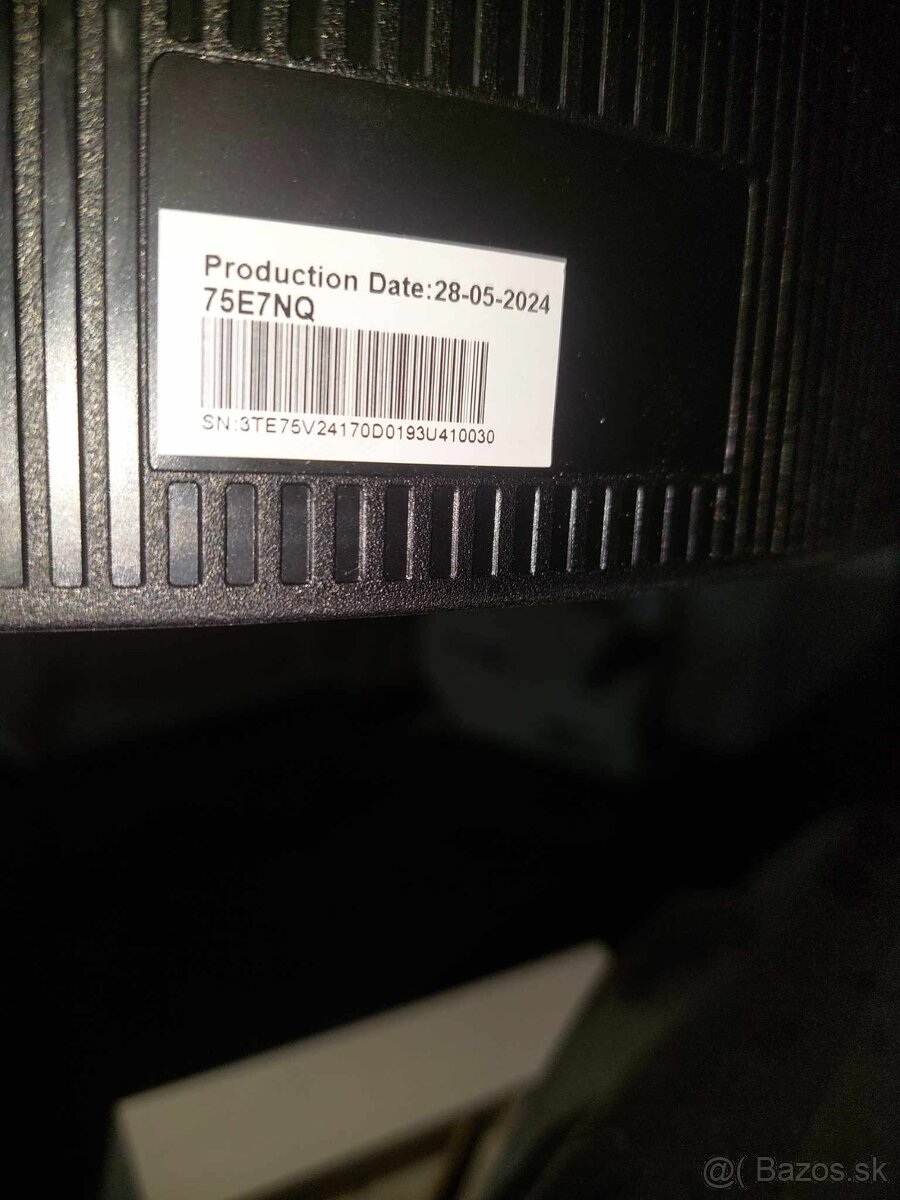 Production Date:28-05-2024
75E7NQ
SN:3TE75V24170D0193U410030
@( Bazos.sk